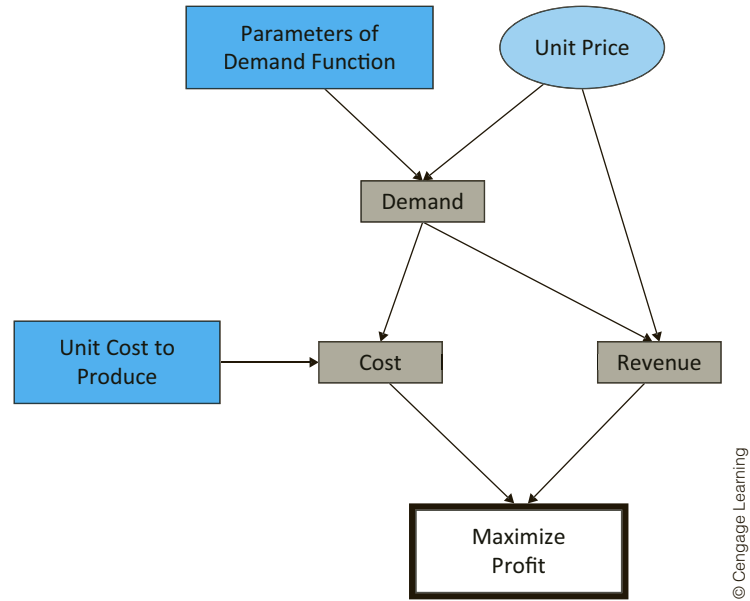 Parameters of
Demand Function
Unit Price
Demand
Unit Cost to
Produce
Cost
Revenue
Maximize
Profit
© Cengage Learning